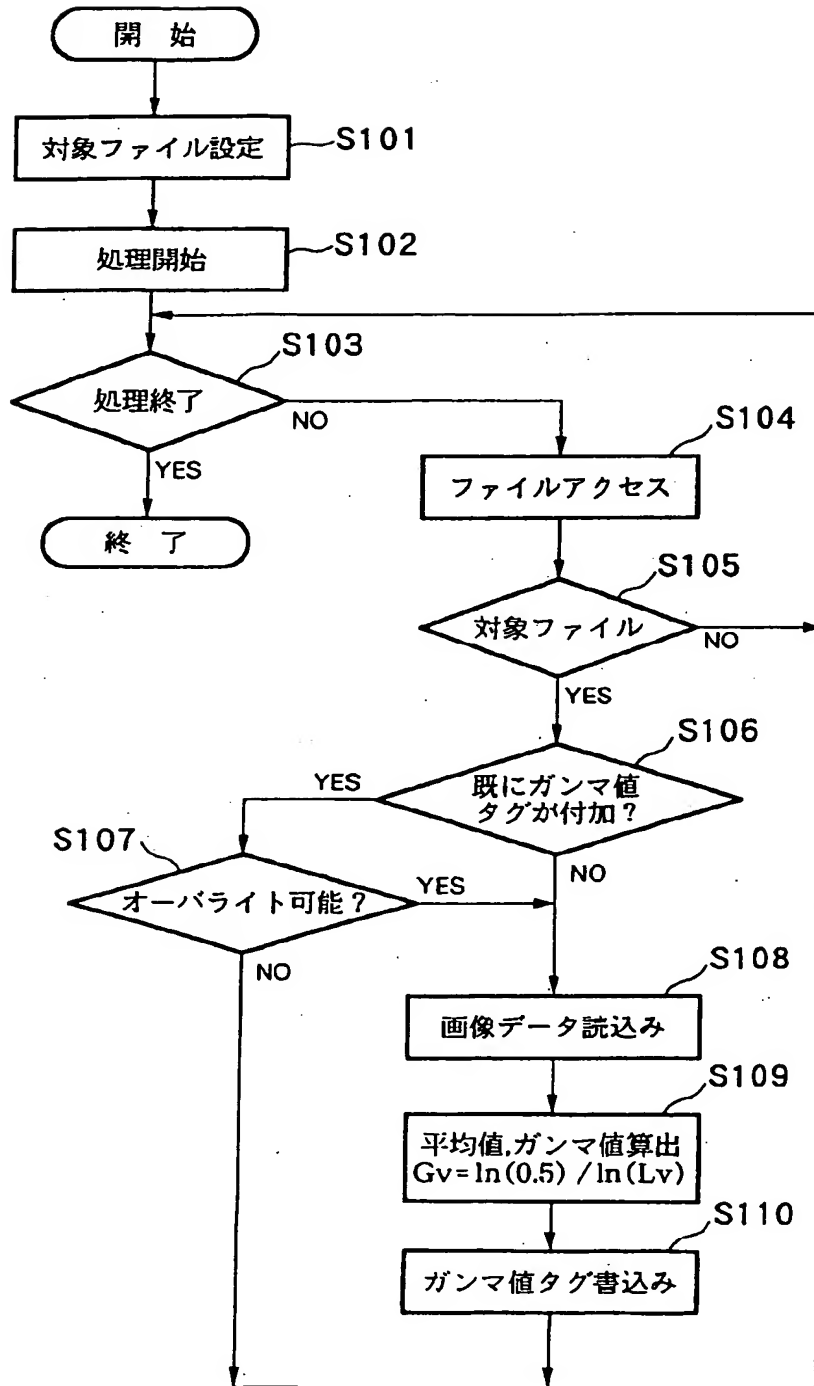 開 始
対象ファイル設定
S101
処理開始
S102
S103
処理終了
NO
YES
終 了
S104
ファイルアクセス
S105
対象ファイル
NO
YES
S106
既にガンマ値
タグが付加?
YES
NO
S107
オーバライト可能?
YES
NO
S108
画像データ読込み
S109
平均値,ガンマ値算出
Gv=ln(0.5)/ln(Lv)
S110
ガンマ値タグ書込み